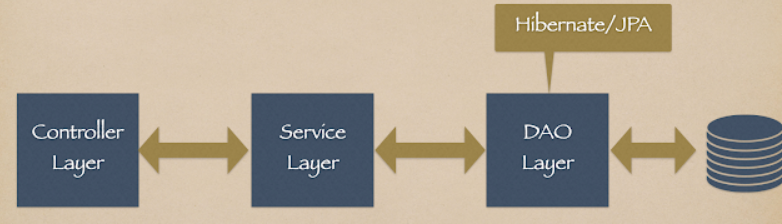 Hibernate/JPA
Controller
Layer
Service
Layer
DAO
Layer